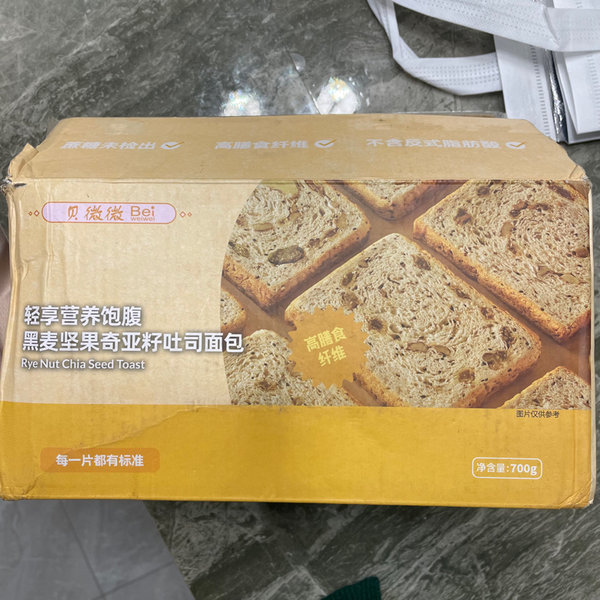 蔗糖未检出
高膳食纤维
不含反式脂肪酸
贝微微 Bei
weiwei
轻享营养饱腹
黑麦坚果奇亚籽吐司面包
Rye Nut Chia Seed Toast
高膳食
纤维
图片仅供参考
每一片都有标准
净含量:700g